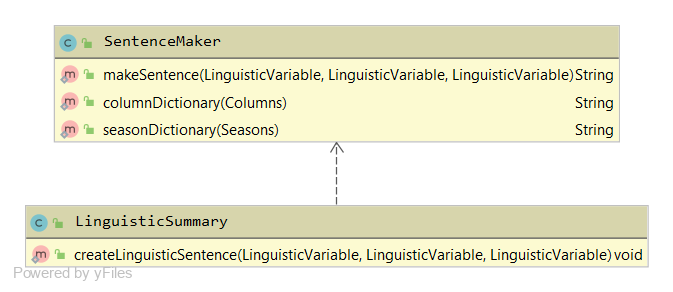 SentenceMaker
makeSentence(LinguisticVariable, LinguisticVariable, LinguisticVariable) String
columnDictionary(Columns) String
seasonDictionary(Seasons) String
LinguisticSummary
createLinguisticSentence(LinguisticVariable, LinguisticVariable, LinguisticVariable) void
Powered by yFiles